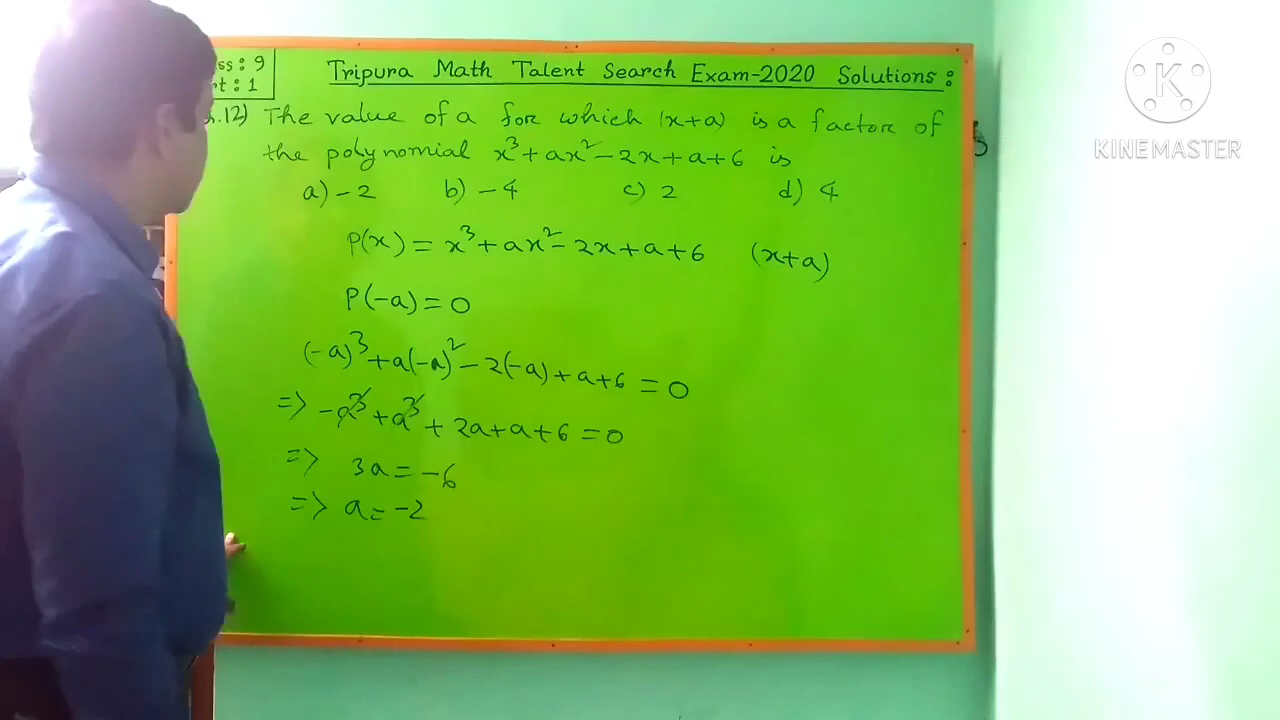 ss : 9
rt : 1
Tripura Math Talent Search Exam-2020 Solutions :
.12) The value of a for which (x+a) is a factor of
the polynomial x³ + ax² - 2x + a + 6 is
a) -2 b) -4 c) 2 d) 4
P(x) = x³ + ax² - 2x + a + 6 (x+a)
P(-a) = 0
(-a)³ + a(-a)² - 2(-a) + a + 6 = 0
=> -a³ + a³ + 2a + a + 6 = 0
=> 3a = -6
=> a = -2
K
KINEMASTER